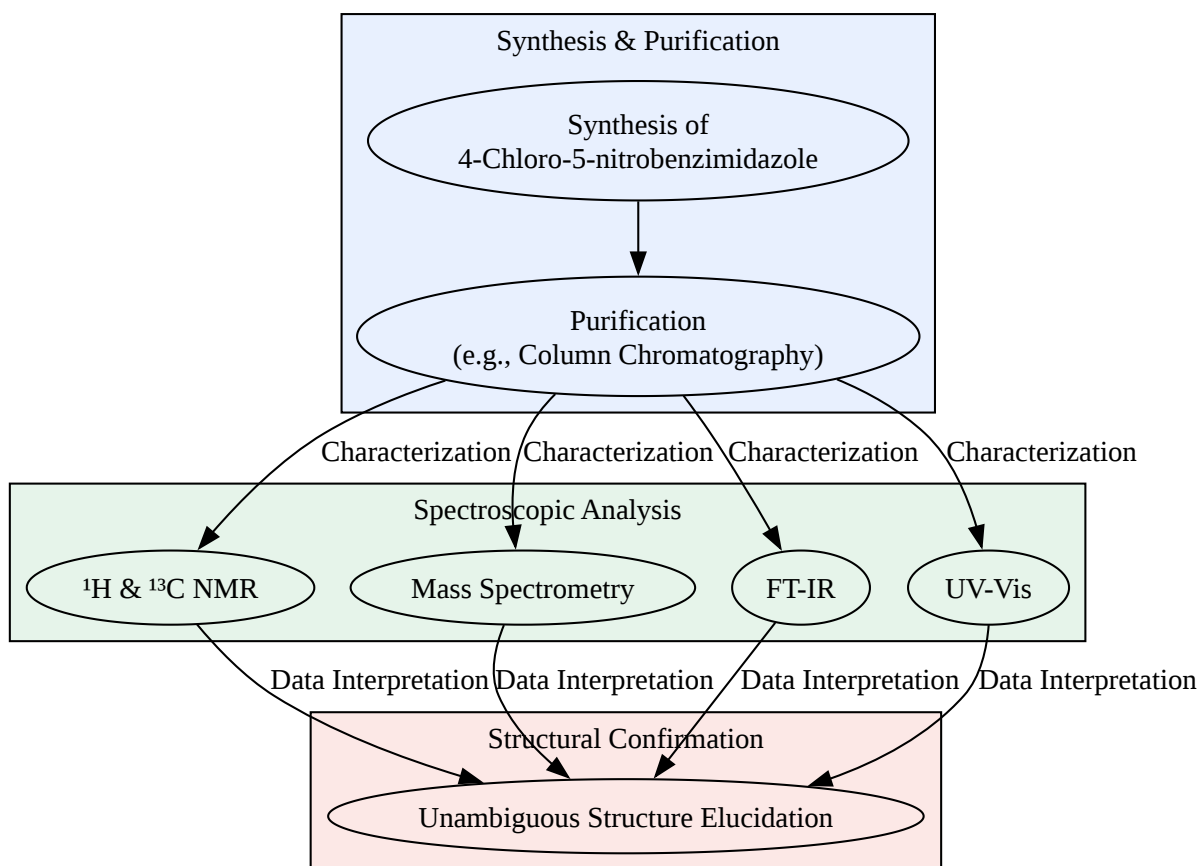 Synthesis & Purification
Synthesis of
4-Chloro-5-nitrobenzimidazole
Purification
(e.g., Column Chromatography)
Characterization
Characterization
Characterization
Characterization
Spectroscopic Analysis
¹H & ¹³C NMR
Mass Spectrometry
FT-IR
UV-Vis
Data Interpretation
Data Interpretation
Data Interpretation
Data Interpretation
Structural Confirmation
Unambiguous Structure Elucidation